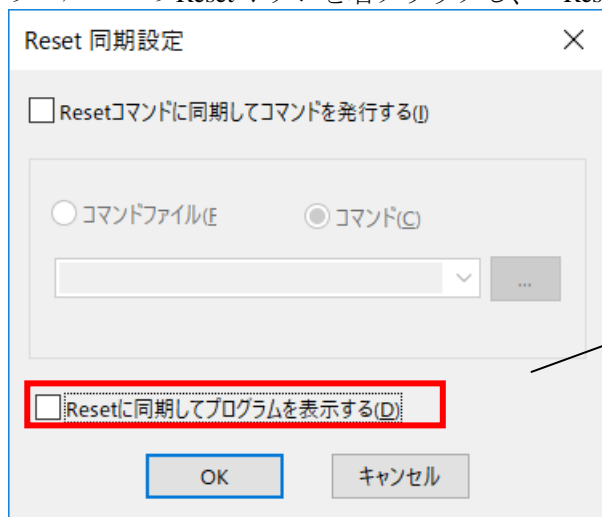 Reset 同期設定
Resetコマンドに同期してコマンドを発行する(I)
コマンドファイル(F
コマンド(C)
...
Resetに同期してプログラムを表示する(D)
OK
キャンセル